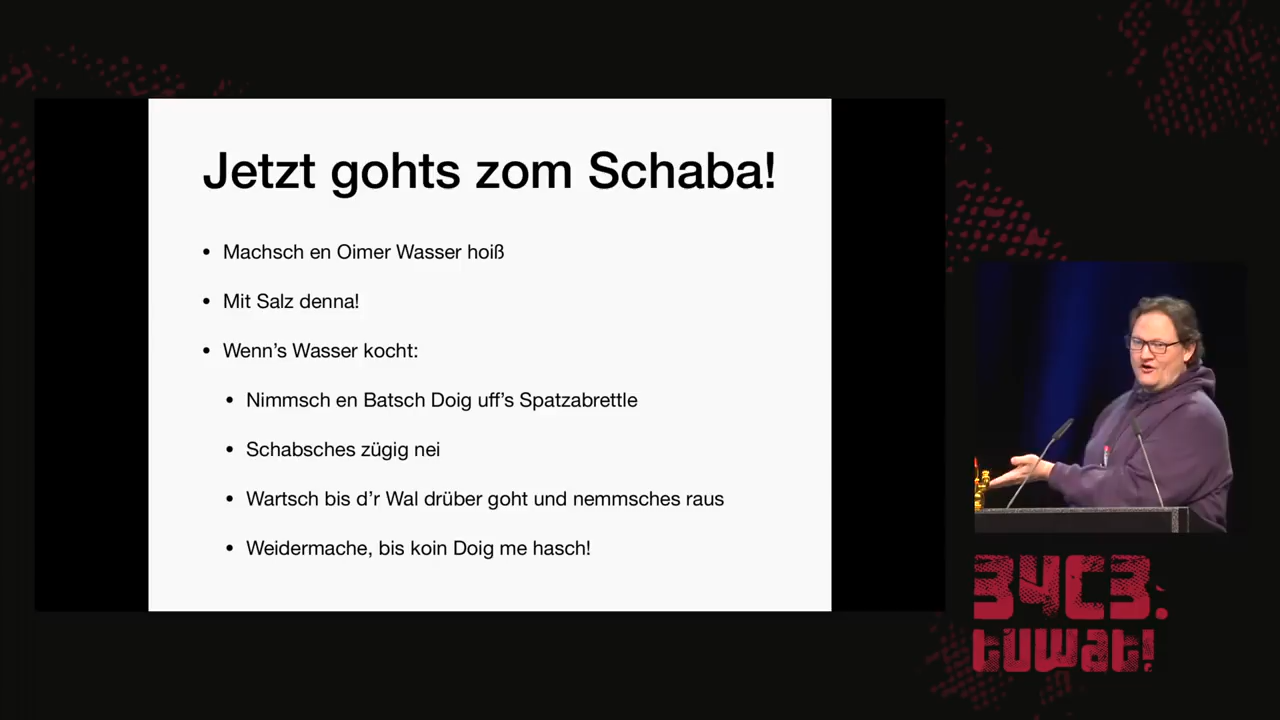 Jetzt gohts zom Schaba!
• Machsch en Oimer Wasser hoiß
• Mit Salz denna!
• Wenn’s Wasser kocht:
• Nimmsch en Batsch Doig uff’s Spatzabrettle
• Schabsches zügig nei
• Wartsch bis d’r Wal drüber goht und nemmsches raus
• Weidermache, bis koin Doig me hasch!
34C3.
tuwat!